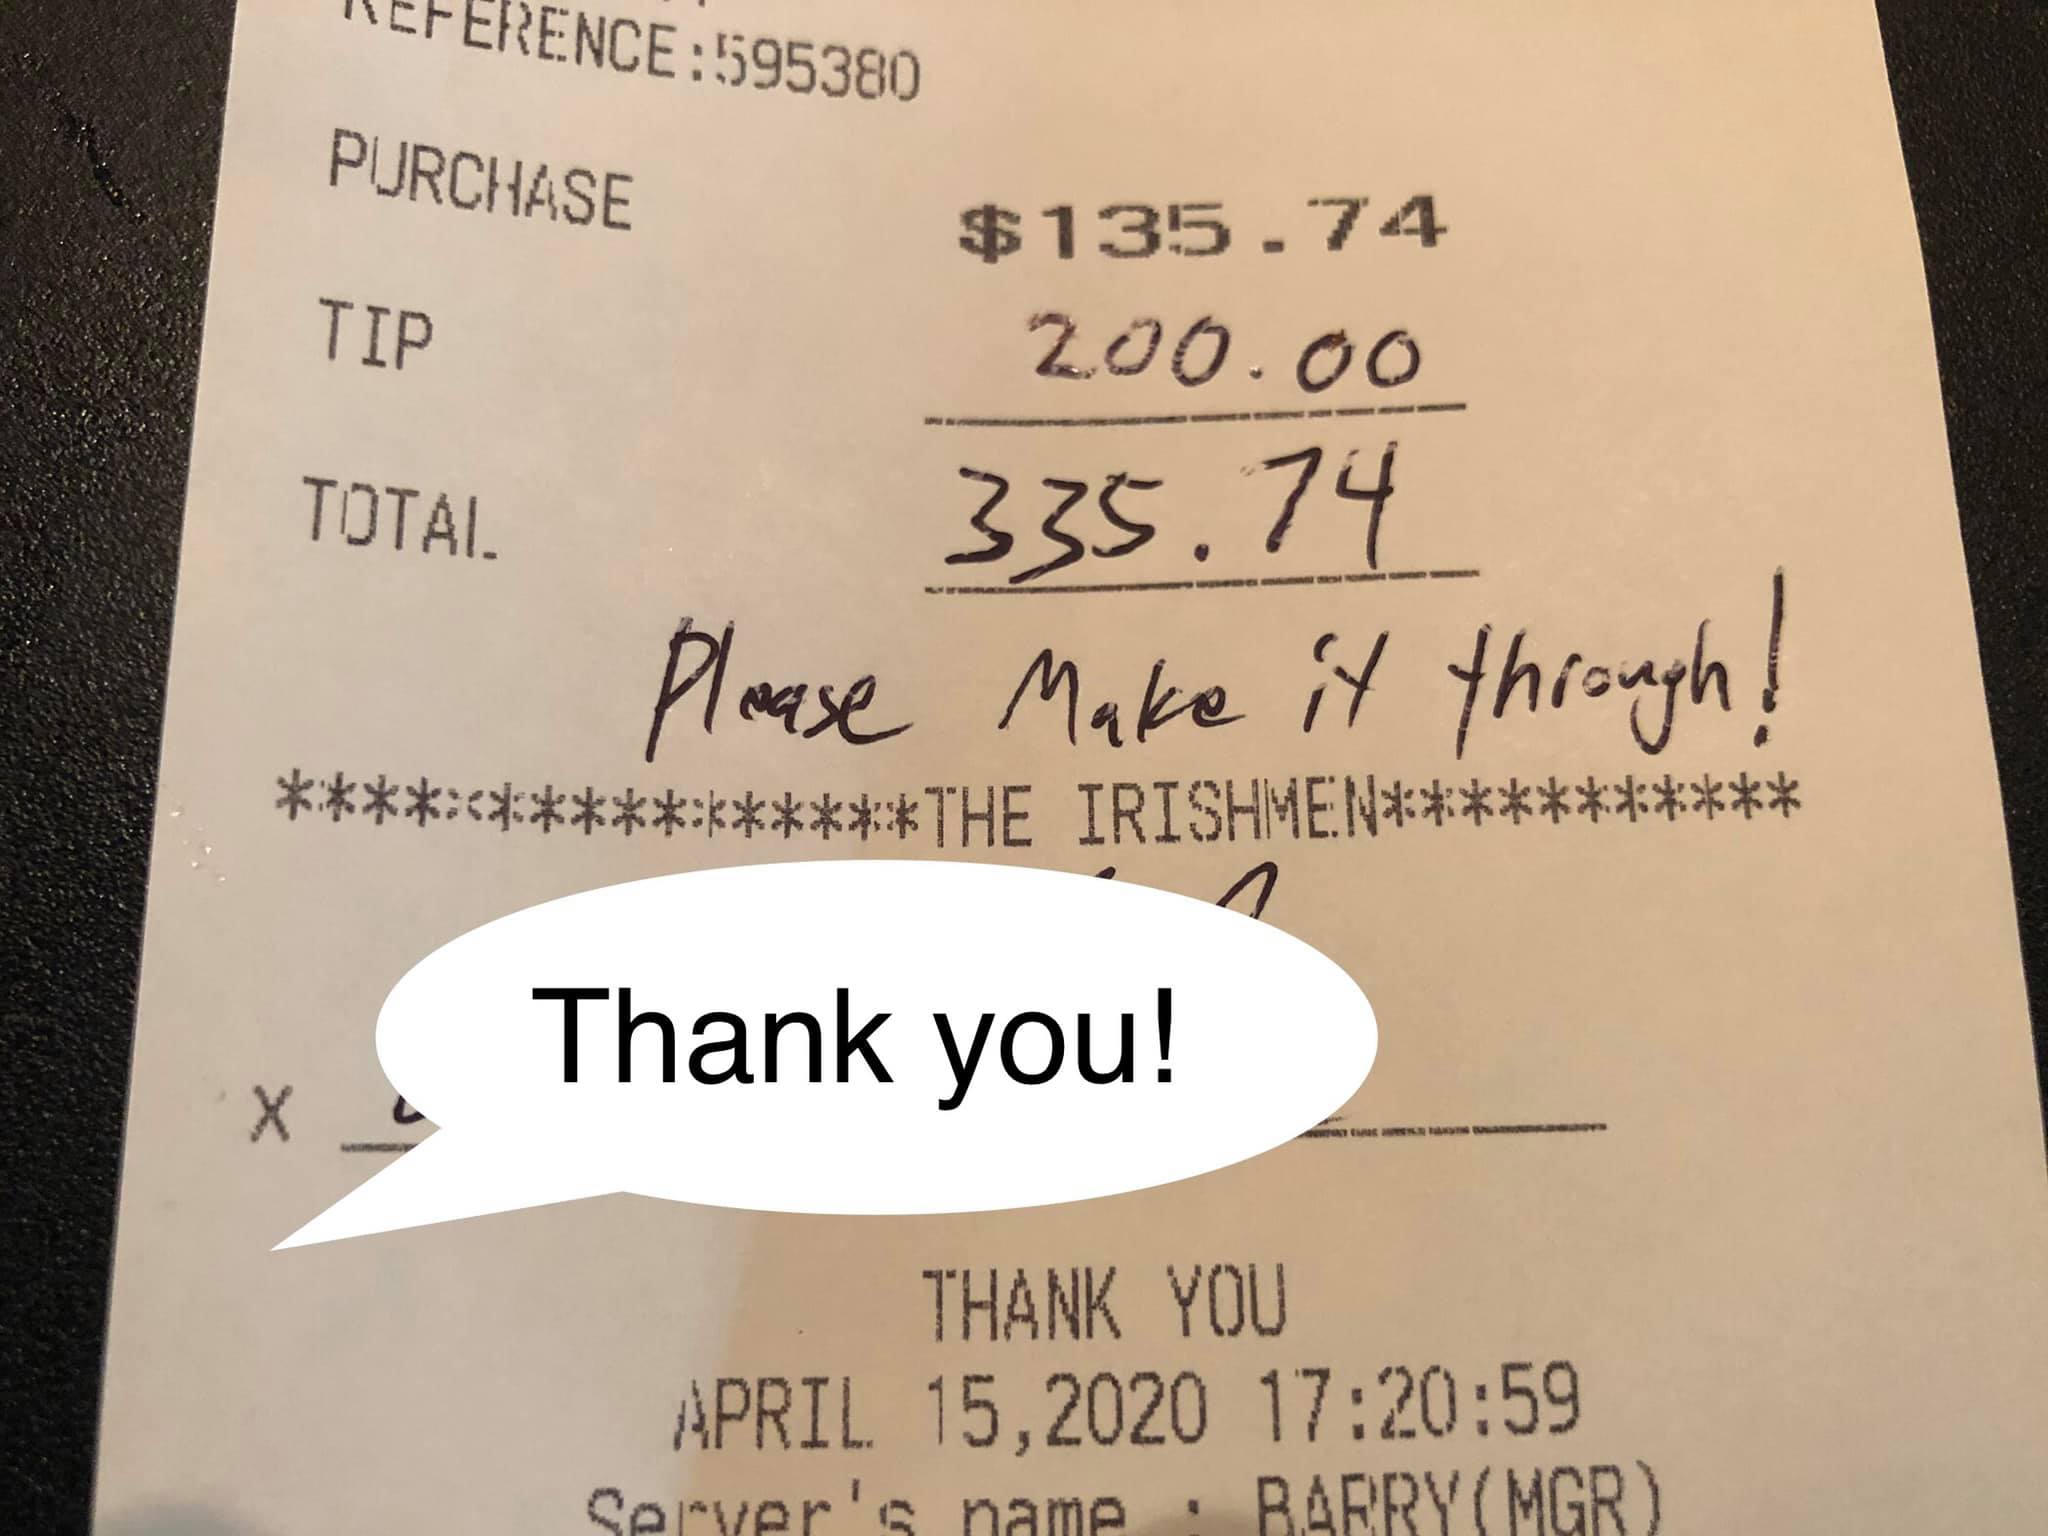 REFERENCE:595380
PURCHASE $135.74
TIP 200.00
TOTAL 335.74
Please Make it through!
****************THE IRISHMEN***********
Thank you!
X
THANK YOU
APRIL 15,2020 17:20:59
Server's name : BARRY(MGR)